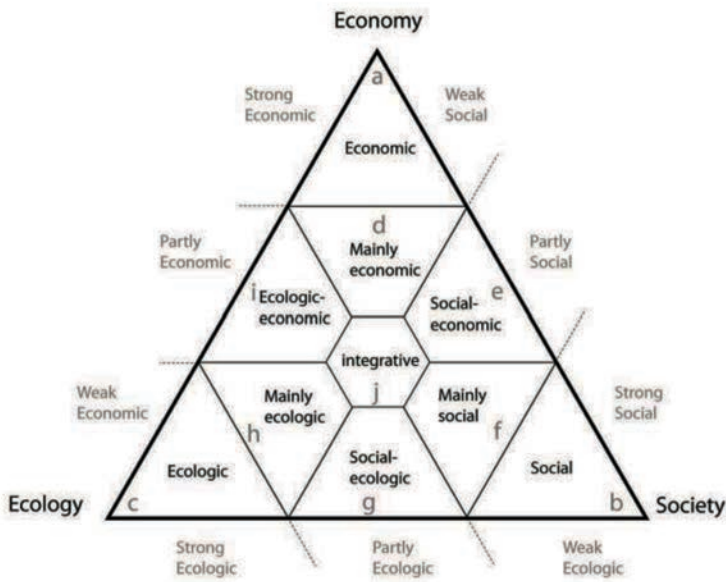 Economy
a
Strong
Economic
Weak
Social
Economic
d
Mainly
economic
Partly
Economic
Partly
Social
i
Ecologic-
economic
e
Social-
economic
integrative
j
Weak
Economic
Mainly
ecologic
h
Mainly
social
f
Strong
Social
Ecologic
Social-
ecologic
Social
Ecology
c
g
b
Society
Strong
Ecologic
Partly
Ecologic
Weak
Ecologic